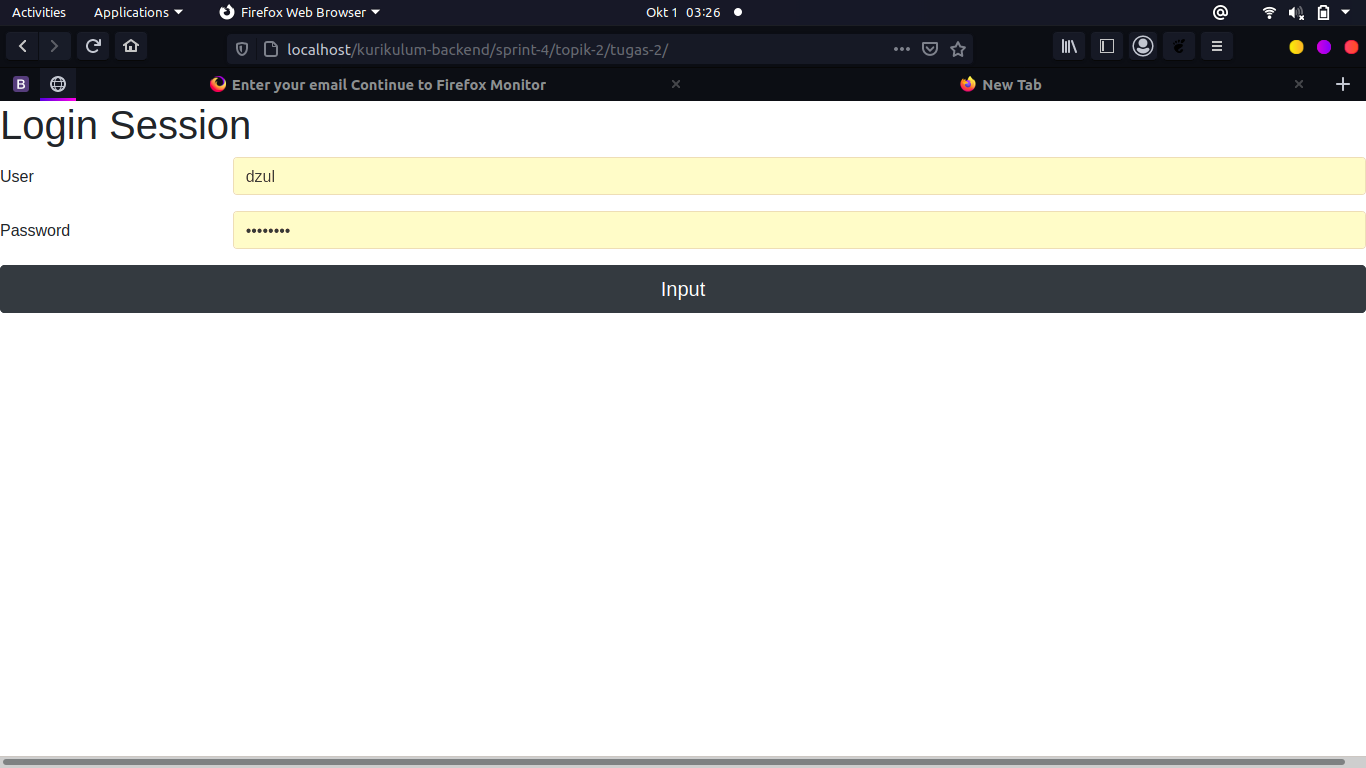 Activities Applications Firefox Web Browser Okt 1 03:26
localhost/kurikulum-backend/sprint-4/topik-2/tugas-2/
B Enter your email Continue to Firefox Monitor New Tab
Login Session
User dzul
Password ••••••••
Input